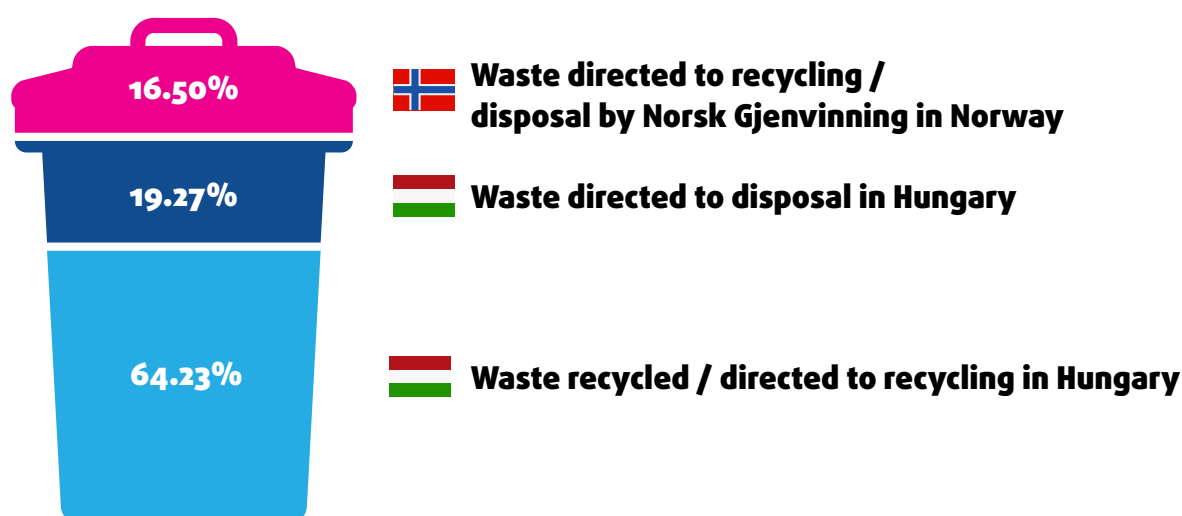 16.50%
Waste directed to recycling /
disposal by Norsk Gjenvinning in Norway
19.27%
Waste directed to disposal in Hungary
64.23%
Waste recycled / directed to recycling in Hungary